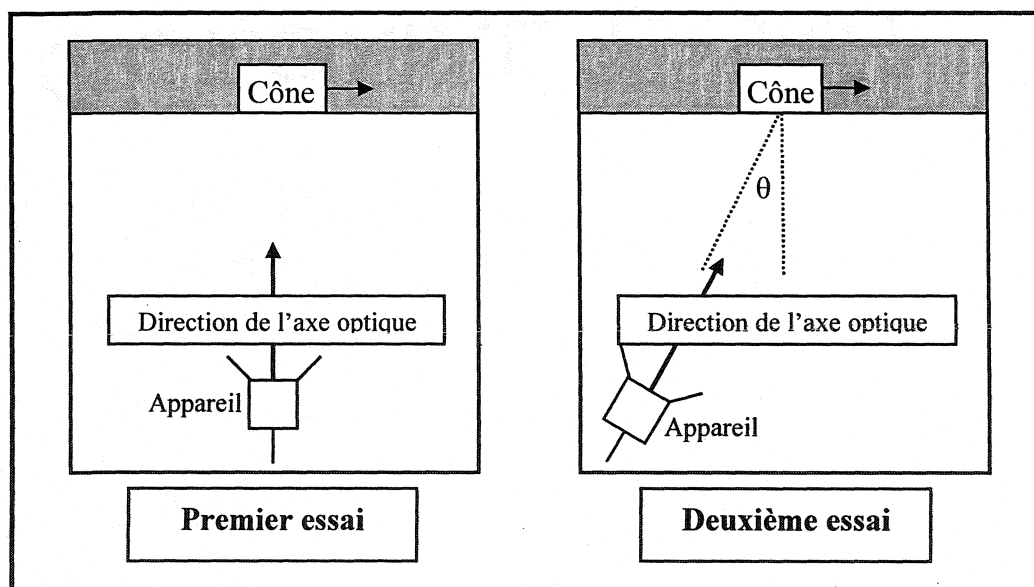 Cône
Direction de l'axe optique
Appareil
Premier essai
Cône
θ
Direction de l'axe optique
Appareil
Deuxième essai